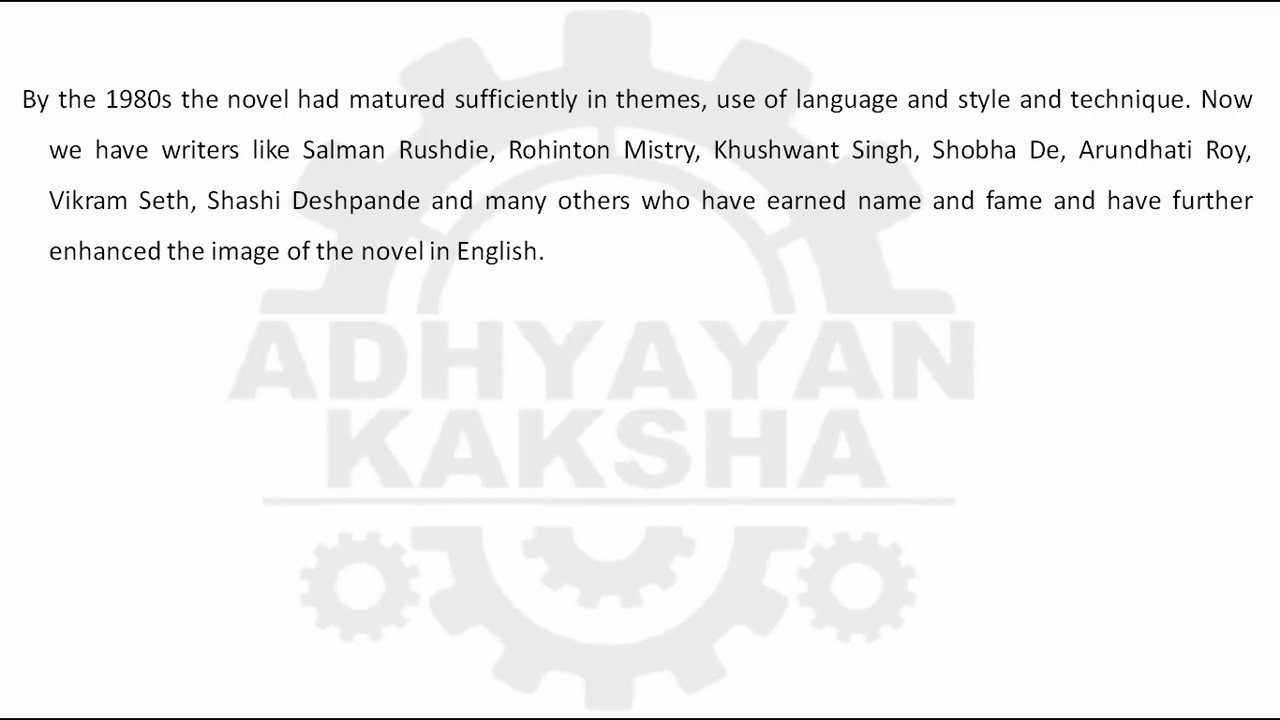 By the 1980s the novel had matured sufficiently in themes, use of language and style and technique. Now
we have writers like Salman Rushdie, Rohinton Mistry, Khushwant Singh, Shobha De, Arundhati Roy,
Vikram Seth, Shashi Deshpande and many others who have earned name and fame and have further
enhanced the image of the novel in English.
ADHYAYAN
KAKSHA